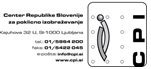 Center Republike Slovenije
za poklicno izobraževanje
Kajuhova 32 U, SI-1000 Ljubljana
tel.: 01/5864 200
faks: 01/5422 045
e-pošta: info@cpi.si
www.cpi.si
CPI